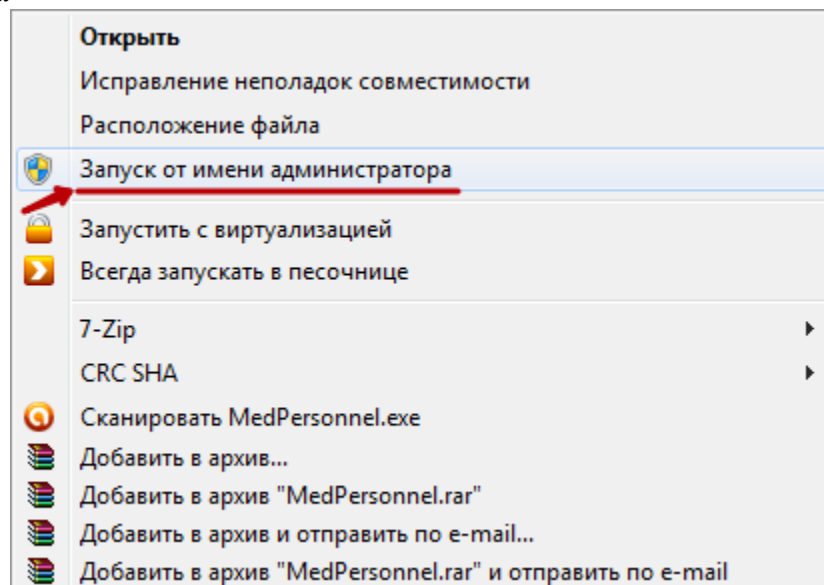 Открыть
Исправление неполадок совместимости
Расположение файла
Запуск от имени администратора
Запустить с виртуализацией
Всегда запускать в песочнице
7-Zip
CRC SHA
Сканировать MedPersonnel.exe
Добавить в архив...
Добавить в архив "MedPersonnel.rar"
Добавить в архив и отправить по e-mail...
Добавить в архив "MedPersonnel.rar" и отправить по e-mail